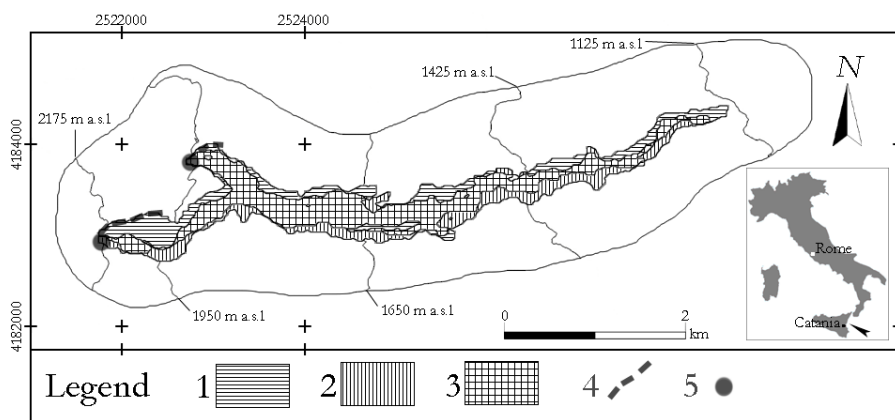 2522000
2524000
1125 m a.s.l
1425 m a.s.l
N
2175 m a.s.l
4184000
Rome
1950 m a.s.l
1650 m a.s.l
0 2
km
Catania
4182000
Legend 1 2 3 4 5